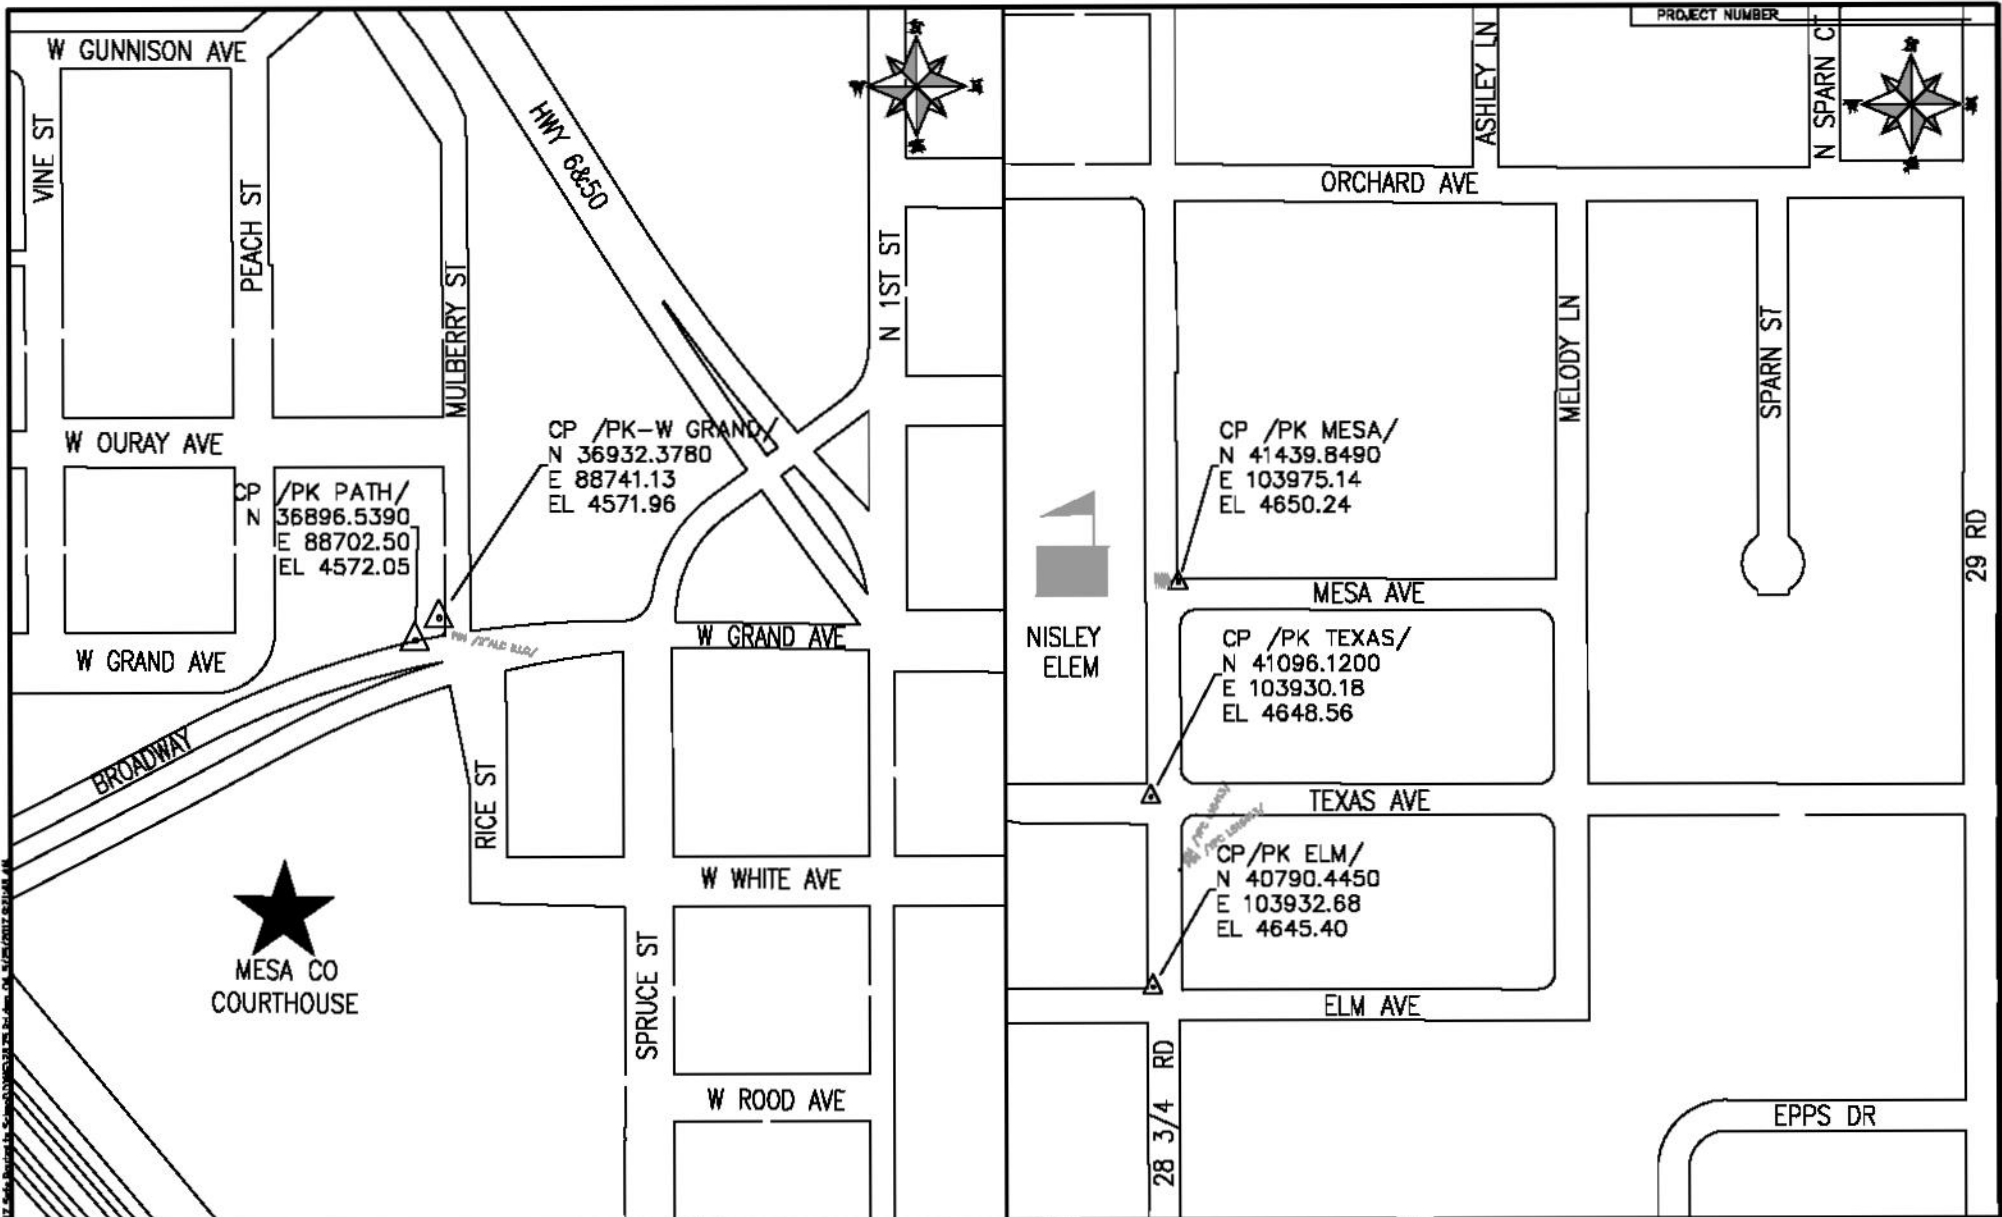 PROJECT NUMBER
W GUNNISON AVE
VINE ST
PEACH ST
MULBERRY ST
HWY 6&50
N 1ST ST
W OURAY AVE
CP /PK-W GRAND/
N 36932.3780
E 88741.13
EL 4571.96
CP /PK PATH/
N 36896.5390
E 88702.50
EL 4572.05
W GRAND AVE
W GRAND AVE
BROADWAY
RICE ST
W WHITE AVE
MESA CO
COURTHOUSE
SPRUCE ST
W ROOD AVE
ASHLEY LN
N SPARN CT
ORCHARD AVE
MELODY LN
SPARN ST
29 RD
CP /PK MESA/
N 41439.8490
E 103975.14
EL 4650.24
MESA AVE
NISLEY
ELEM
CP /PK TEXAS/
N 41096.1200
E 103930.18
EL 4648.56
TEXAS AVE
CP/PK ELM/
N 40790.4450
E 103932.68
EL 4645.40
ELM AVE
28 3/4 RD
EPPS DR